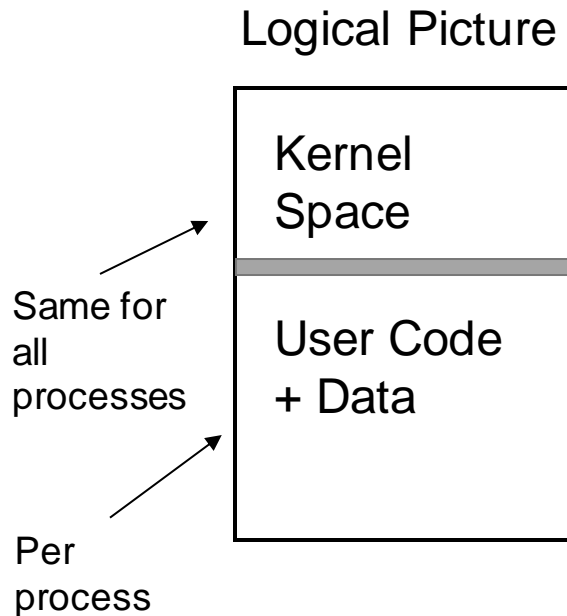 Logical Picture
Kernel
Space
Same for
all
processes
User Code
+ Data
Per
process